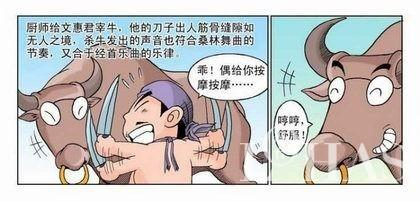 厨师给文惠君宰牛，他的刀子出人筋骨缝隙如
无人之境，杀牛发出的声音也符合桑林舞曲的
节奏，又合于经首乐曲的乐律。
乖！偶给你按
摩按摩……
哼哼，
舒服！